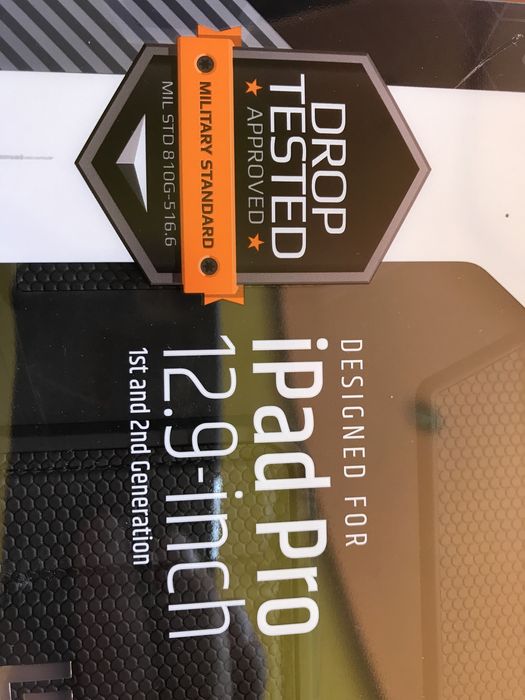 DROP
TESTED
★ APPROVED ★
MILITARY STANDARD
MIL STD 810G-516.6
DESIGNED FOR
iPad Pro
12.9-inch
1st and 2nd Generation